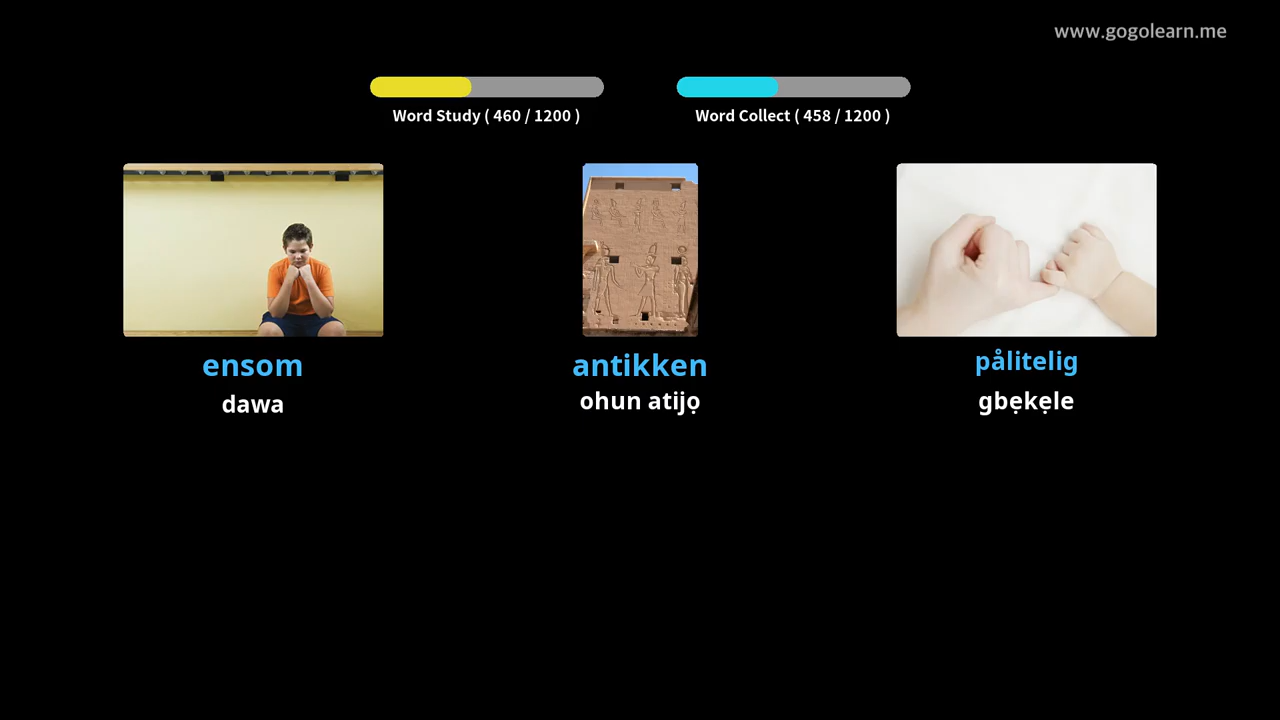 www.gogolearn.me
Word Study ( 460 / 1200 )
Word Collect ( 458 / 1200 )
ensom
antikken
pålitelig
dawa
ohun atijọ
gbẹkẹle